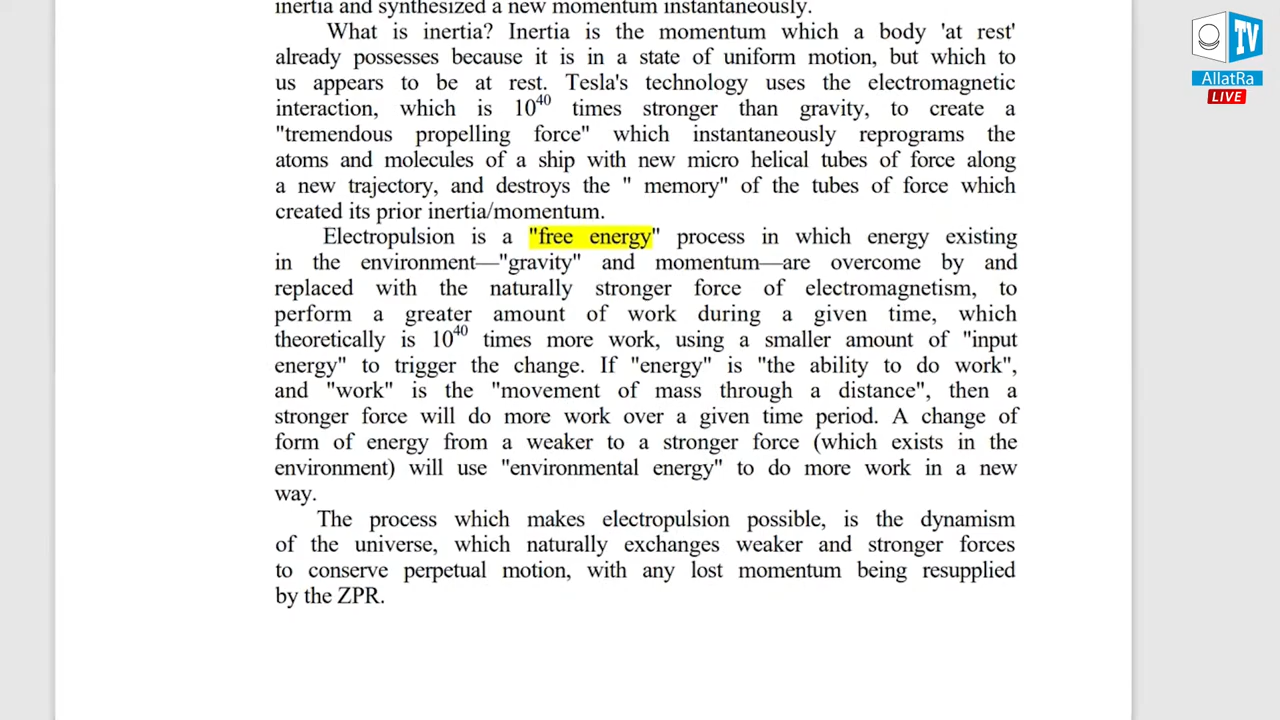 inertia and synthesized a new momentum instantaneously.
What is inertia? Inertia is the momentum which a body 'at rest'
already possesses because it is in a state of uniform motion, but which to
us appears to be at rest. Tesla's technology uses the electromagnetic
interaction, which is 10⁴⁰ times stronger than gravity, to create a
"tremendous propelling force" which instantaneously reprograms the
atoms and molecules of a ship with new micro helical tubes of force along
a new trajectory, and destroys the " memory" of the tubes of force which
created its prior inertia/momentum.
Electropulsion is a "free energy" process in which energy existing
in the environment—"gravity" and momentum—are overcome by and
replaced with the naturally stronger force of electromagnetism, to
perform a greater amount of work during a given time, which
theoretically is 10⁴⁰ times more work, using a smaller amount of "input
energy" to trigger the change. If "energy" is "the ability to do work",
and "work" is the "movement of mass through a distance", then a
stronger force will do more work over a given time period. A change of
form of energy from a weaker to a stronger force (which exists in the
environment) will use "environmental energy" to do more work in a new
way.
The process which makes electropulsion possible, is the dynamism
of the universe, which naturally exchanges weaker and stronger forces
to conserve perpetual motion, with any lost momentum being resupplied
by the ZPR.
TV
AllatRa
LIVE